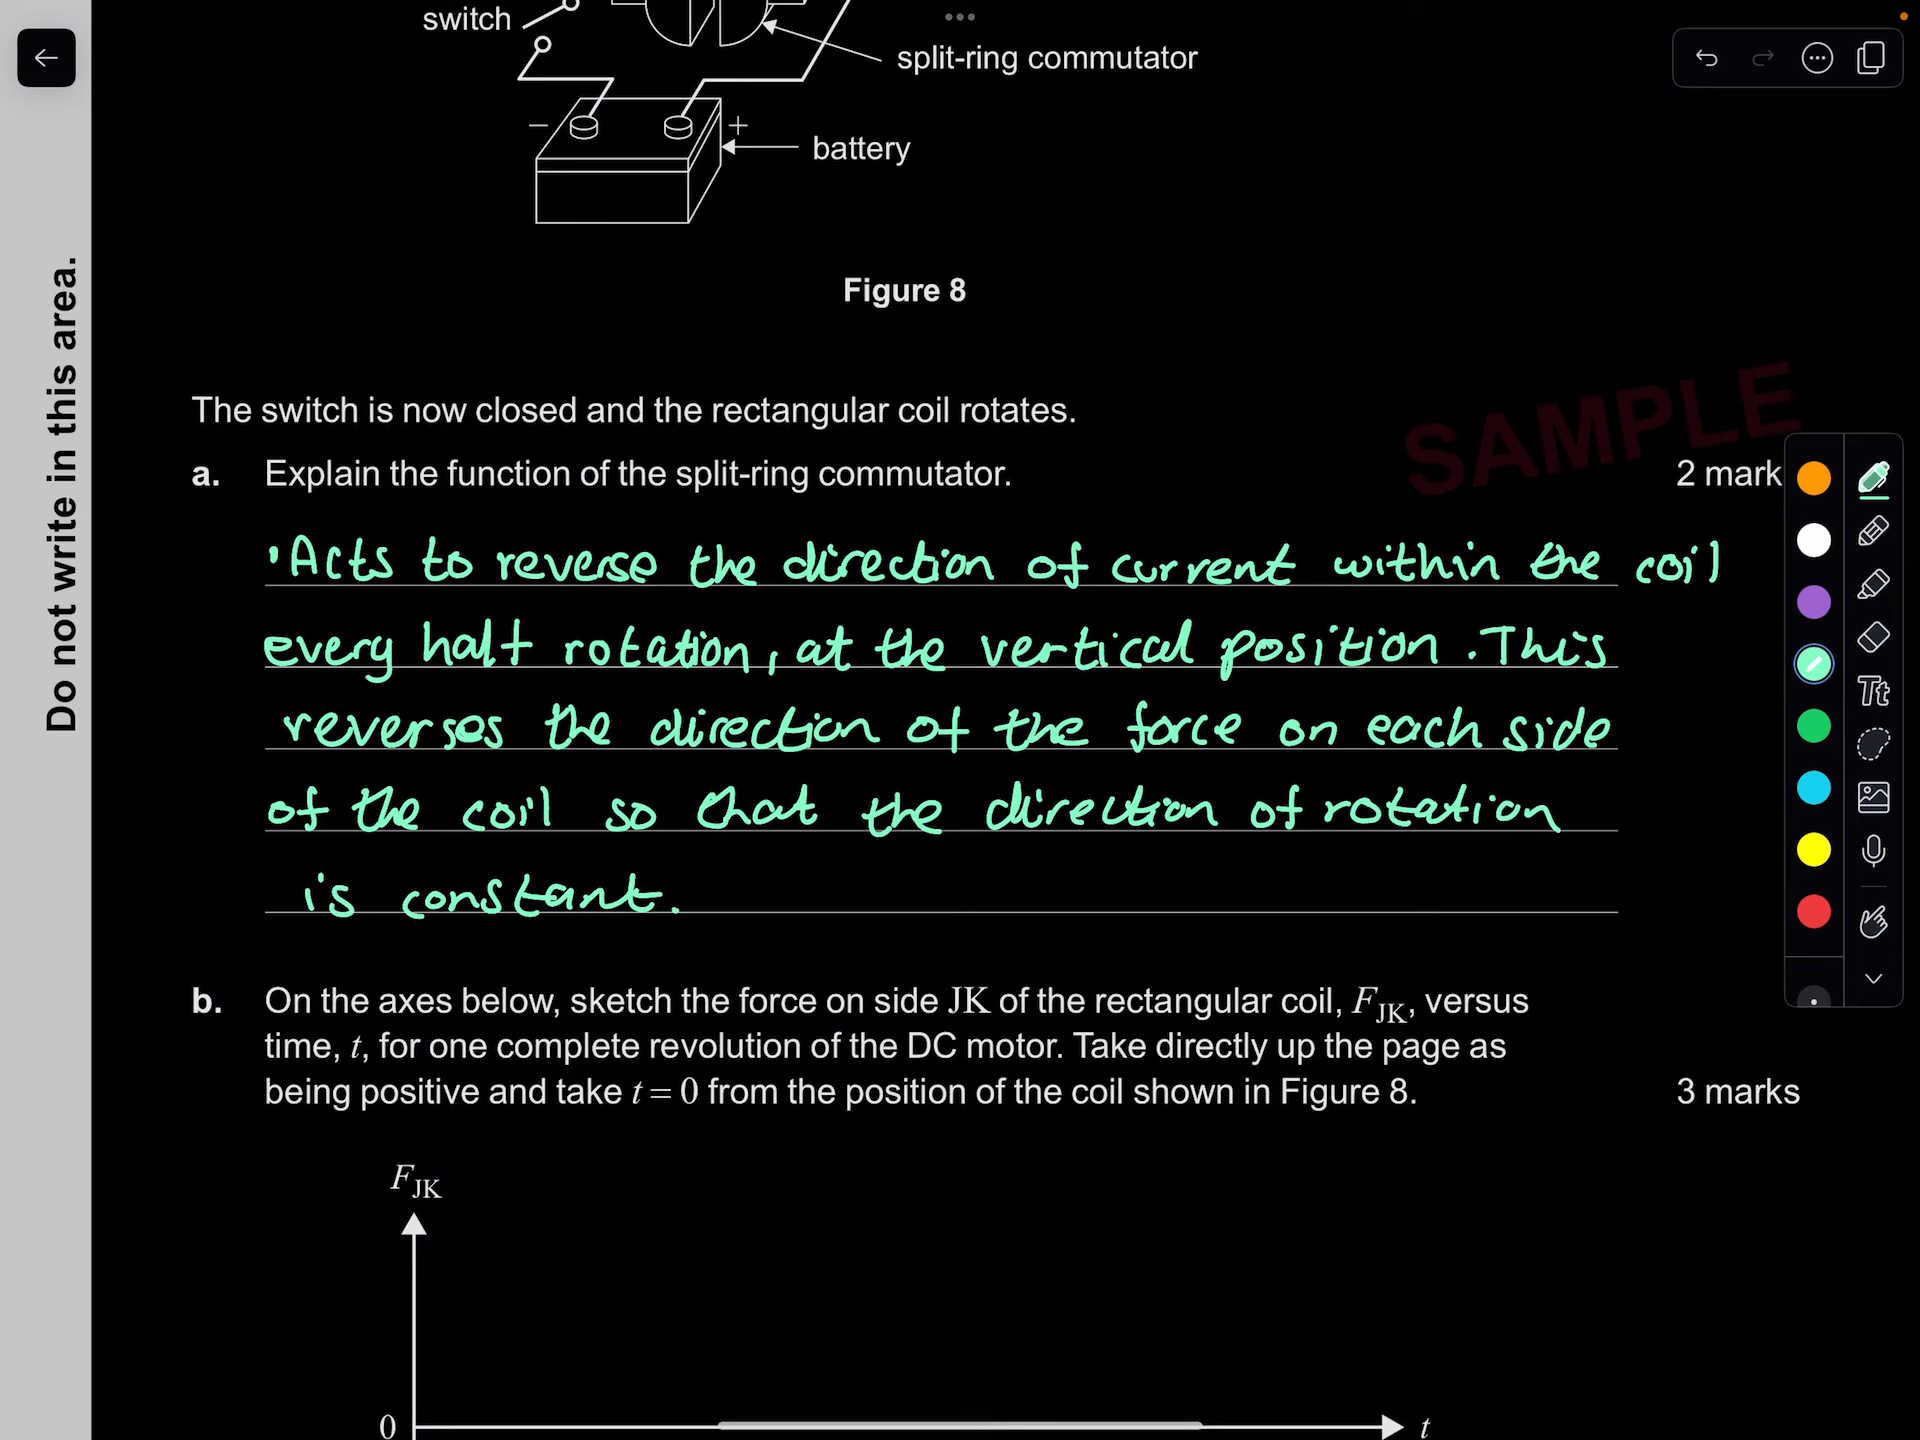 switch
split-ring commutator
− +
battery
Figure 8
Do not write in this area.
SAMPLE
The switch is now closed and the rectangular coil rotates.
a. Explain the function of the split-ring commutator. 2 mark
• Acts to reverse the direction of current within the coil
every half rotation, at the vertical position. This
reverses the direction of the force on each side
of the coil so that the direction of rotation
is constant.
Tt
b. On the axes below, sketch the force on side JK of the rectangular coil, F_JK, versus
time, t, for one complete revolution of the DC motor. Take directly up the page as
being positive and take t = 0 from the position of the coil shown in Figure 8. 3 marks
F_JK
0 t